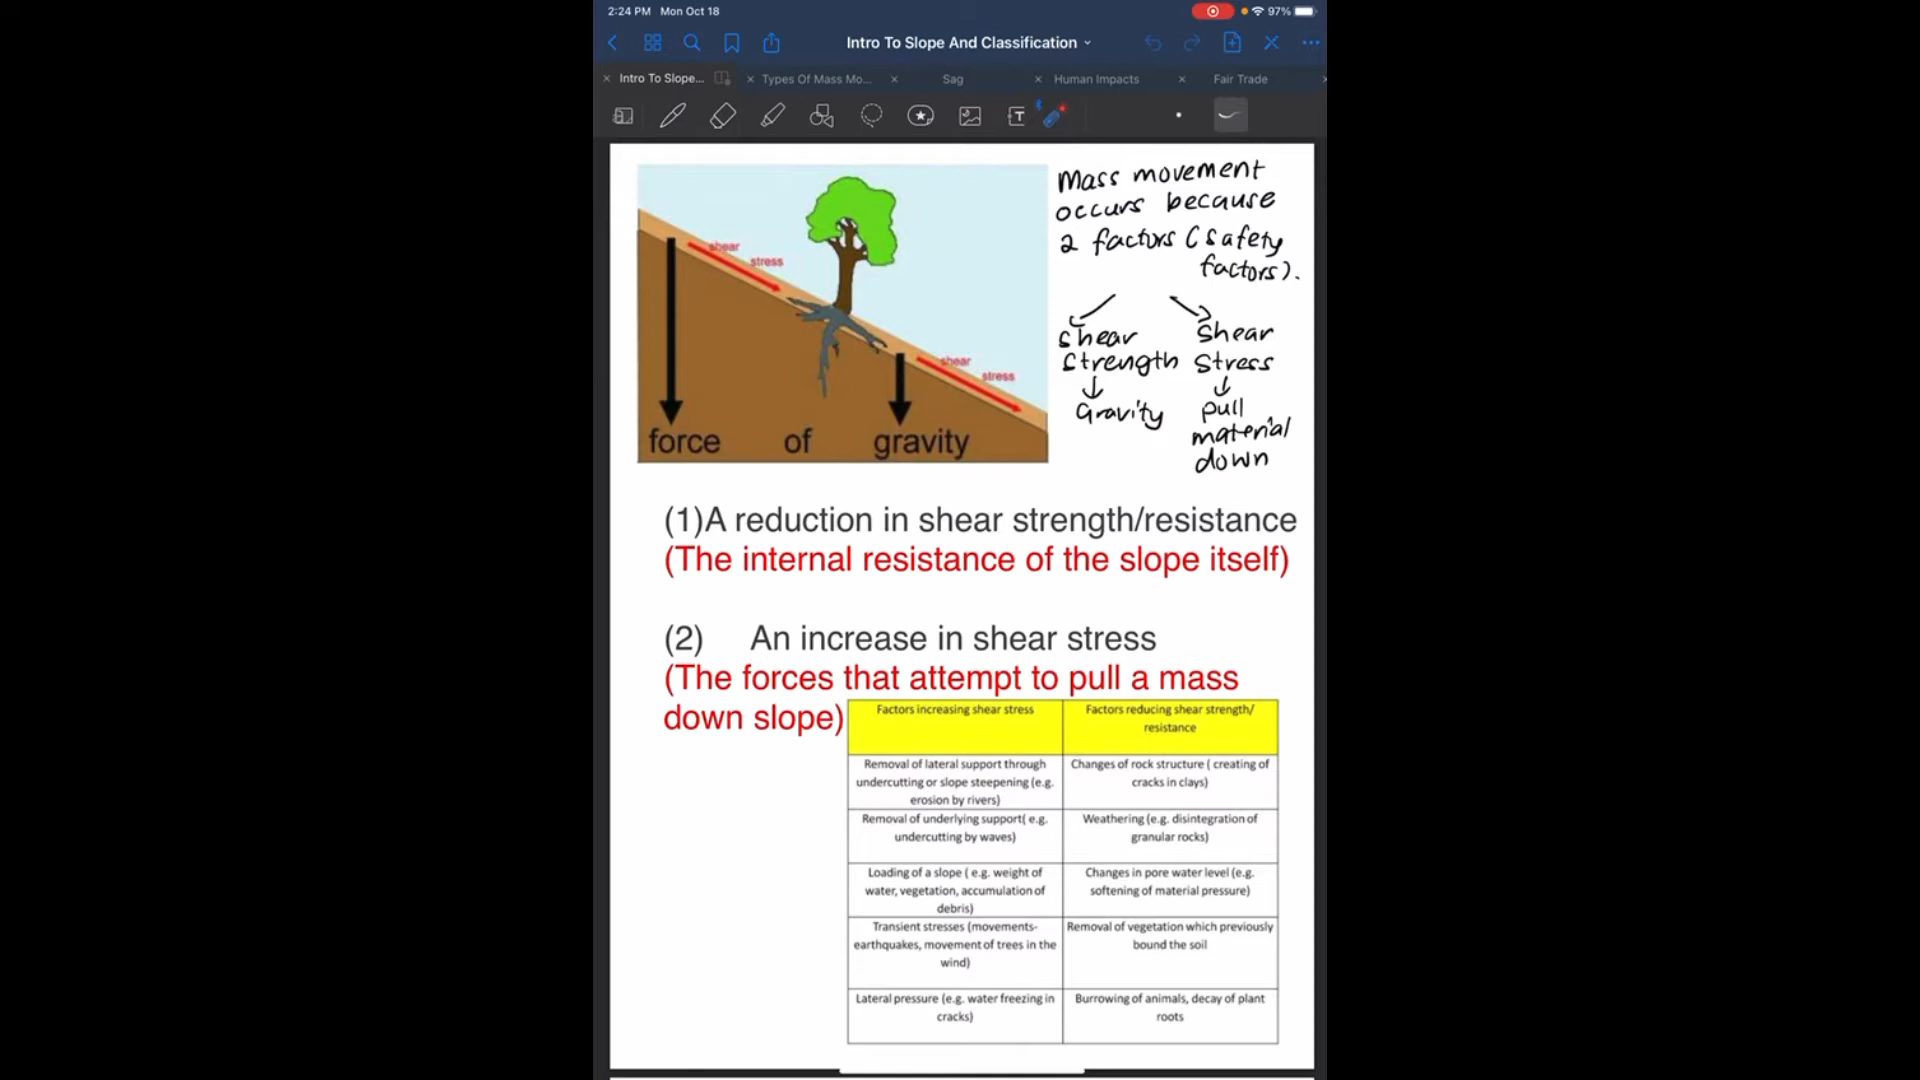 2:24 PM Mon Oct 18
97%
Intro To Slope And Classification
Intro To Slope...
Types Of Mass Mo...
Sag
Human Impacts
Fair Trade
shear
stress
shear
stress
force of gravity
Mass movement
occurs because
2 factors (safety
factors).
Shear
Strength
Gravity
Shear
Stress
pull
material
down
(1)A reduction in shear strength/resistance
(The internal resistance of the slope itself)
(2) An increase in shear stress
(The forces that attempt to pull a mass
down slope)
Factors increasing shear stress
Factors reducing shear strength/
resistance
Removal of lateral support through
undercutting or slope steepening (e.g.
erosion by rivers)
Changes of rock structure ( creating of
cracks in clays)
Removal of underlying support( e.g.
undercutting by waves)
Weathering (e.g. disintegration of
granular rocks)
Loading of a slope ( e.g. weight of
water, vegetation, accumulation of
debris)
Changes in pore water level (e.g.
softening of material pressure)
Transient stresses (movements-
earthquakes, movement of trees in the
wind)
Removal of vegetation which previously
bound the soil
Lateral pressure (e.g. water freezing in
cracks)
Burrowing of animals, decay of plant
roots